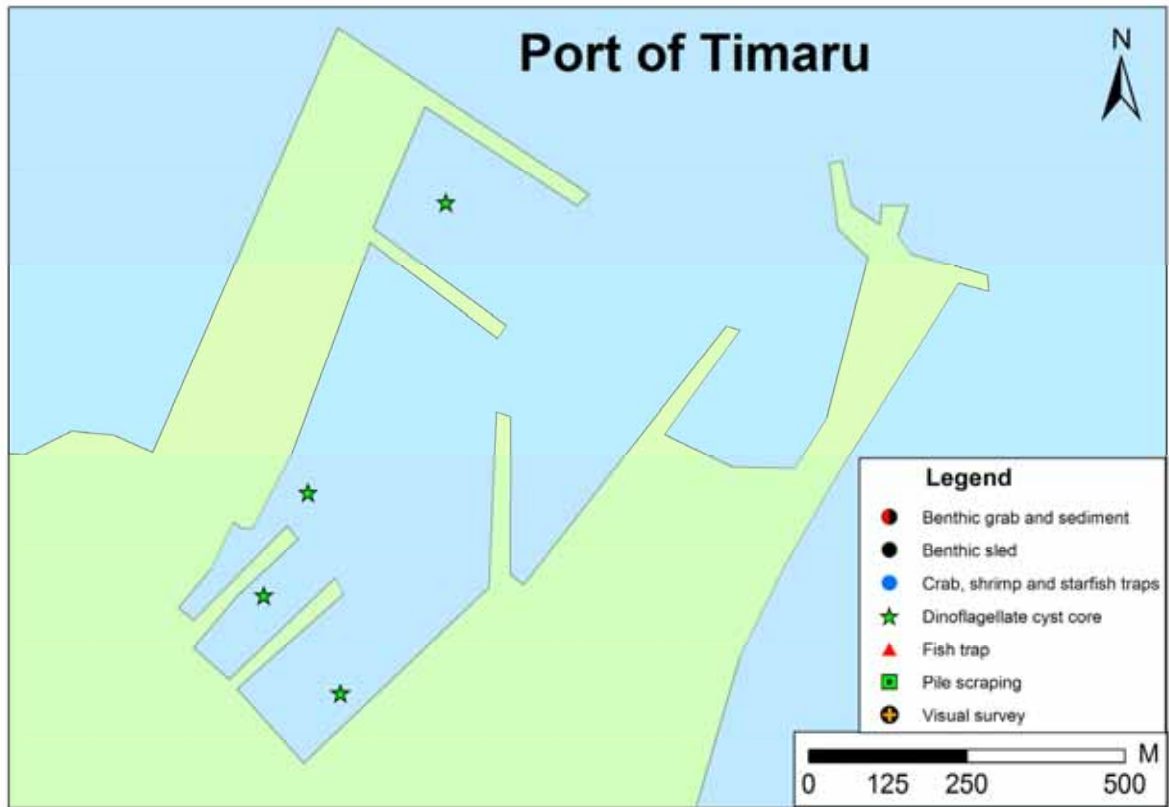 Port of Timaru
N
Legend
Benthic grab and sediment
Benthic sled
Crab, shrimp and starfish traps
Dinoflagellate cyst core
Fish trap
Pile scraping
Visual survey
M
0 125 250 500